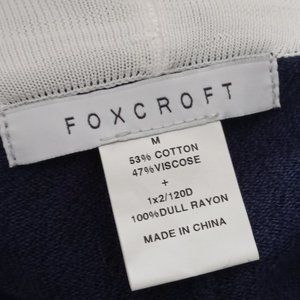 FOXCROFT
M
53% COTTON
47%VISCOSE
+
1x2/120D
100%DULL RAYON
MADE IN CHINA